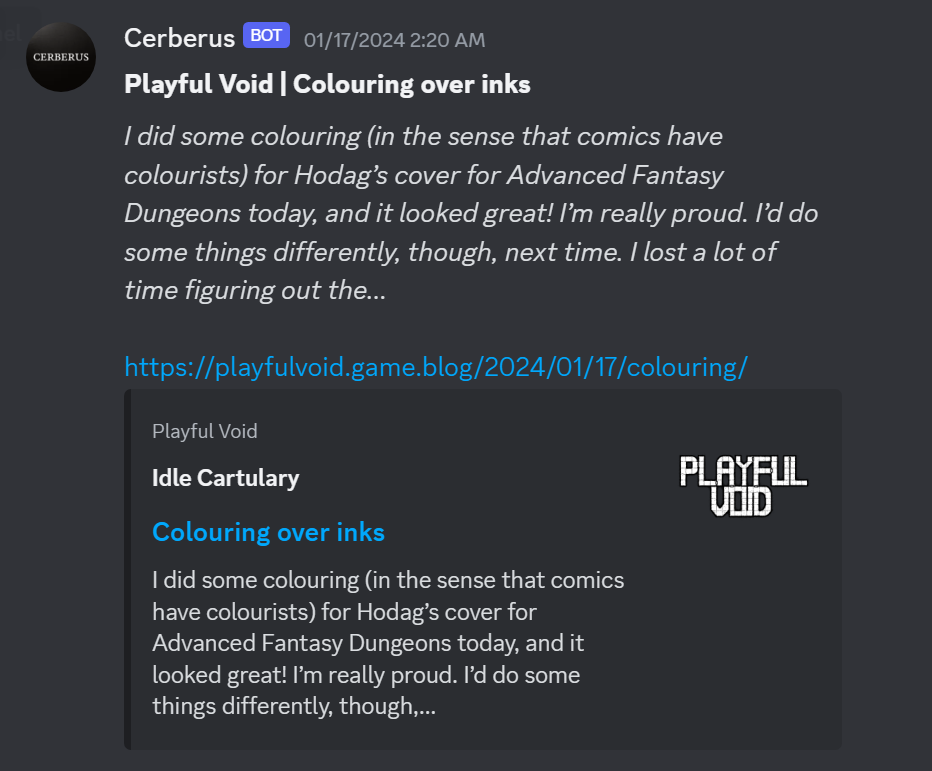 CERBERUS
Cerberus BOT 01/17/2024 2:20 AM
Playful Void | Colouring over inks
I did some colouring (in the sense that comics have
colourists) for Hodag’s cover for Advanced Fantasy
Dungeons today, and it looked great! I’m really proud. I’d do
some things differently, though, next time. I lost a lot of
time figuring out the...
https://playfulvoid.game.blog/2024/01/17/colouring/
Playful Void
Idle Cartulary
PLAYFUL
VOID
Colouring over inks
I did some colouring (in the sense that comics
have colourists) for Hodag’s cover for
Advanced Fantasy Dungeons today, and it
looked great! I’m really proud. I’d do some
things differently, though,...